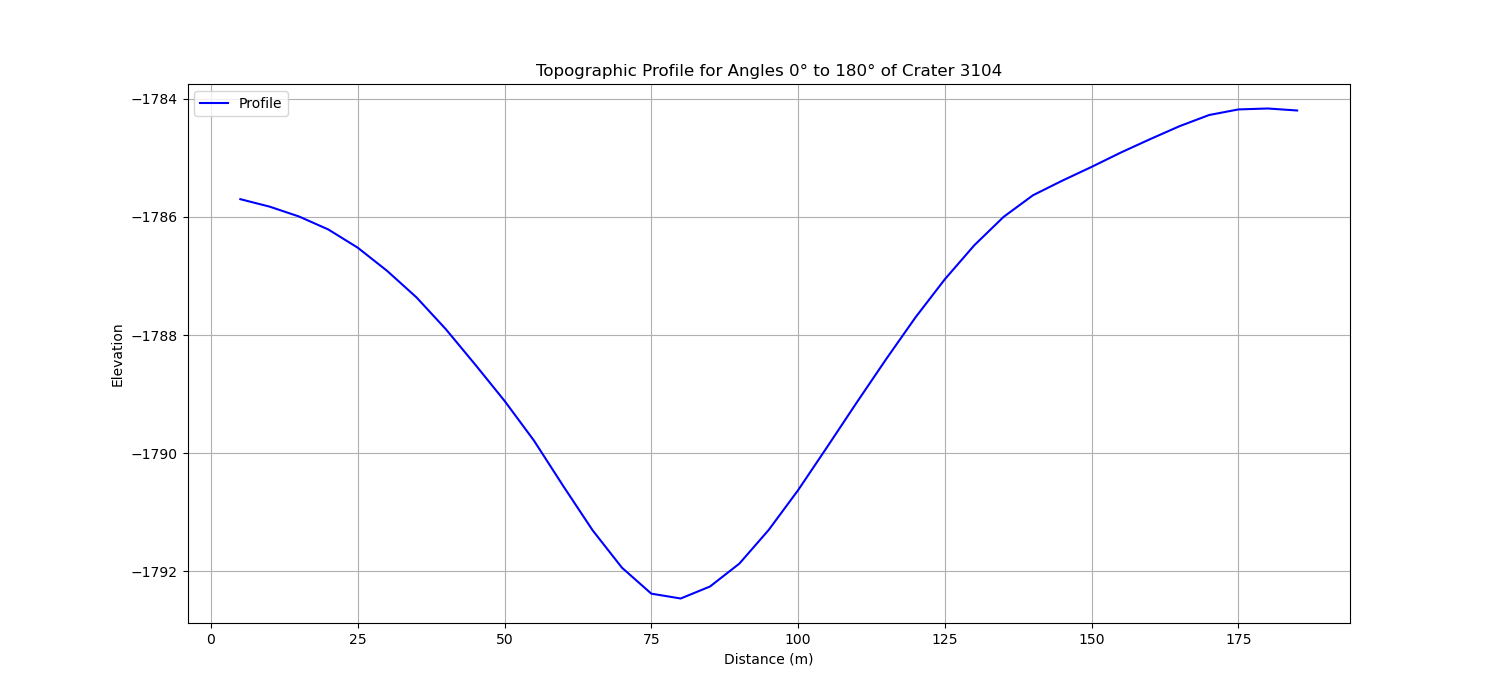 Topographic Profile for Angles 0° to 180° of Crater 3104
Profile
−1784
−1786
−1788
−1790
−1792
Elevation
0 25 50 75 100 125 150 175
Distance (m)